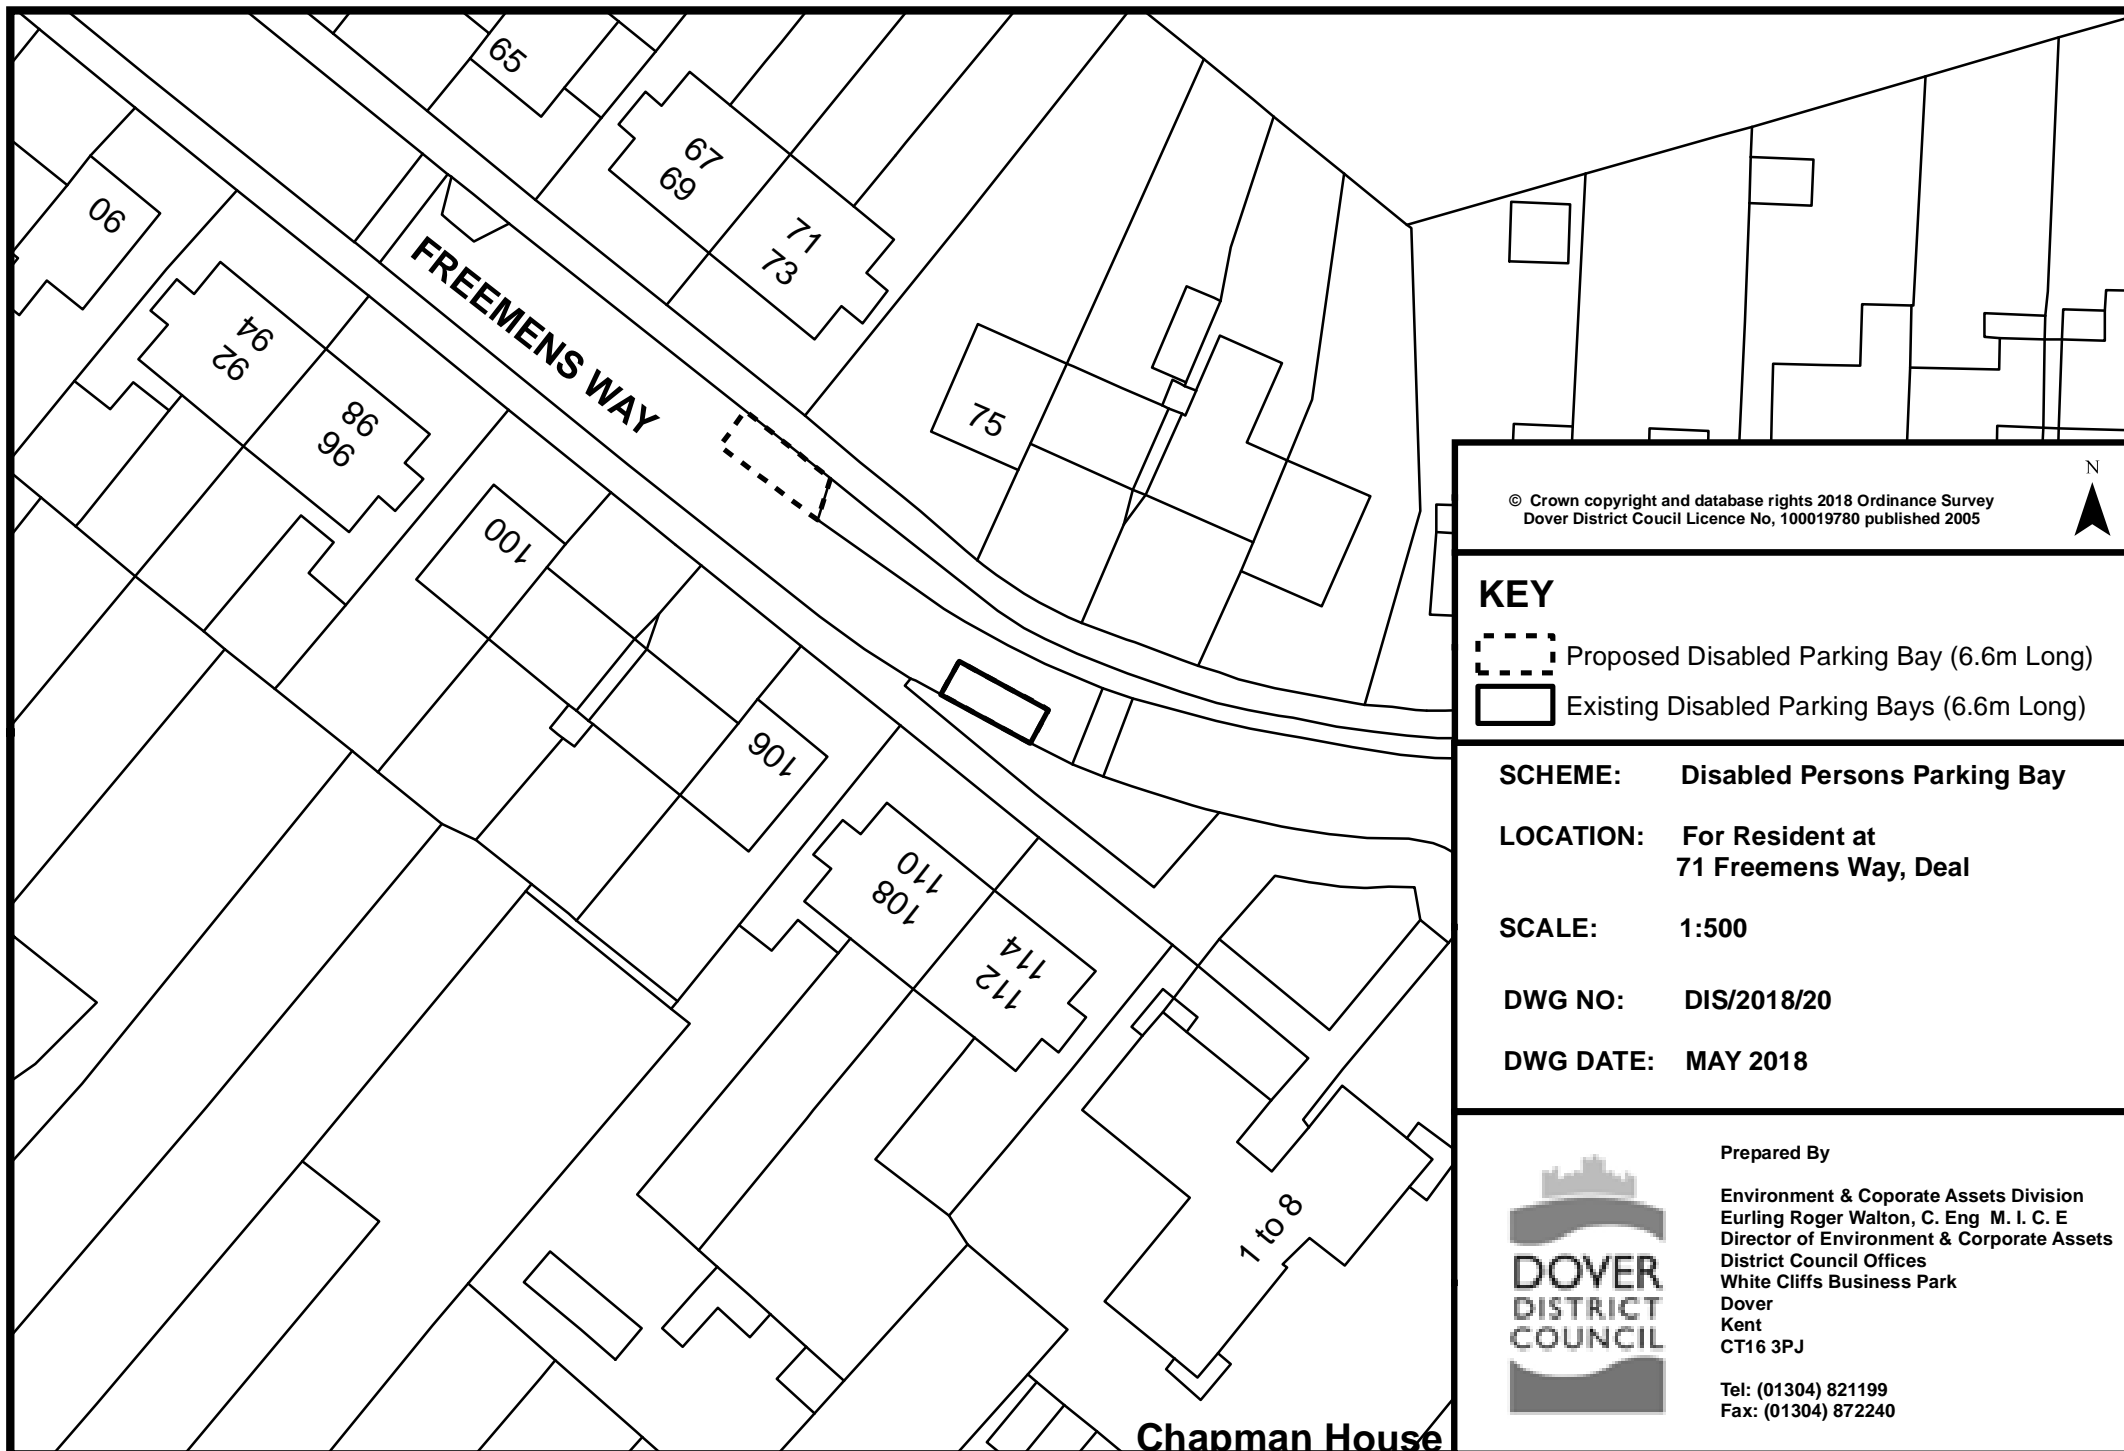 65
67
69
71
73
75
90
94
92
98
96
100
106
110
108
114
112
FREEMENS WAY
1 to 8
Chapman House
N
© Crown copyright and database rights 2018 Ordinance Survey
Dover District Coucil Licence No, 100019780 published 2005
KEY
Proposed Disabled Parking Bay (6.6m Long)
Existing Disabled Parking Bays (6.6m Long)
SCHEME: Disabled Persons Parking Bay
LOCATION: For Resident at
71 Freemens Way, Deal
SCALE: 1:500
DWG NO: DIS/2018/20
DWG DATE: MAY 2018
DOVER
DISTRICT
COUNCIL
Prepared By
Environment & Coporate Assets Division
Eurling Roger Walton, C. Eng M. I. C. E
Director of Environment & Corporate Assets
District Council Offices
White Cliffs Business Park
Dover
Kent
CT16 3PJ
Tel: (01304) 821199
Fax: (01304) 872240